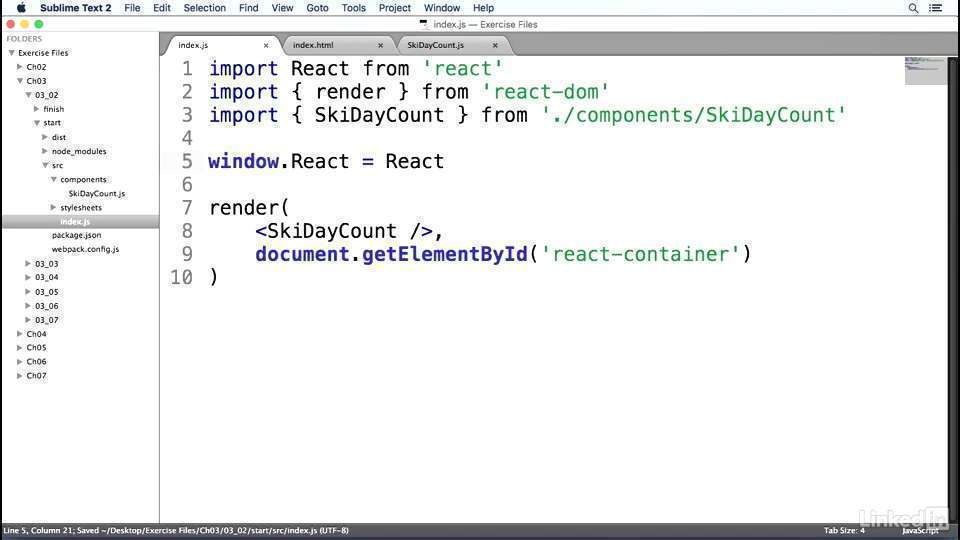 Sublime Text 2 File Edit Selection Find View Goto Tools Project Window Help
index.js — Exercise Files
FOLDERS
Exercise Files
Ch02
Ch03
03_02
finish
start
dist
node_modules
src
components
SkiDayCount.js
stylesheets
index.js
package.json
webpack.config.js
03_03
03_04
03_05
03_06
03_07
Ch04
Ch05
Ch06
Ch07
index.js × index.html × SkiDayCount.js ×
1 import React from 'react'
2 import { render } from 'react-dom'
3 import { SkiDayCount } from './components/SkiDayCount'
4
5 window.React = React
6
7 render(
8 <SkiDayCount />,
9 document.getElementById('react-container')
10 )
Line 5, Column 21; Saved ~/Desktop/Exercise Files/Ch03/03_02/start/src/index.js (UTF-8)
Tab Size: 4 JavaScript
Linked in